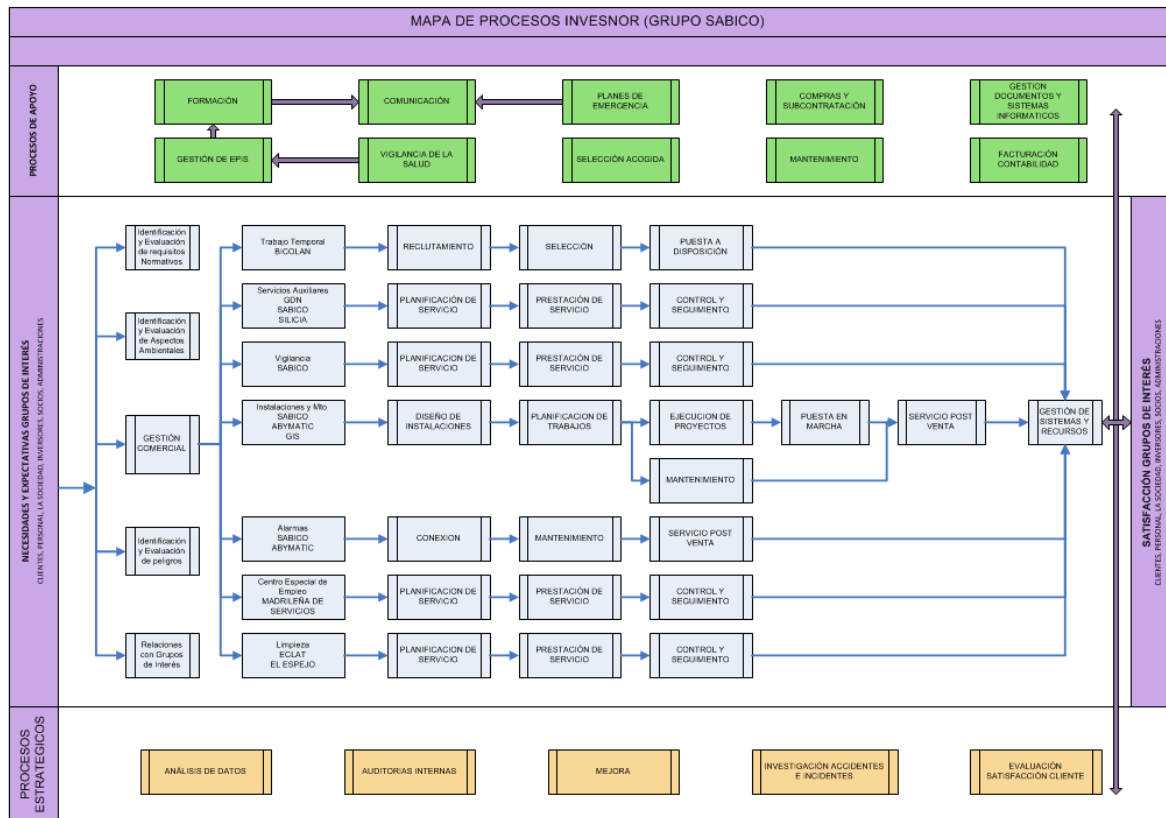 MAPA DE PROCESOS INVESNOR (GRUPO SABICO)
PROCESOS DE APOYO
FORMACIÓN
COMUNICACIÓN
PLANES DE
EMERGENCIA
COMPRAS Y
SUBCONTRATACIÓN
GESTION
DOCUMENTOS Y
SISTEMAS
INFORMATICOS
GESTIÓN DE EPIS
VIGILANCIA DE LA
SALUD
SELECCIÓN ACOGIDA
MANTENIMIENTO
FACTURACIÓN
CONTABILIDAD
NECESIDADES Y EXPECTATIVAS GRUPOS DE INTERÉS
CLIENTES, PERSONAL, LA SOCIEDAD, INVERSORES, SOCIOS, ADMINISTRACIONES
Identificación
y Evaluación
de requisitos
Normativos
Identificación
y Evaluación
de Aspectos
Ambientales
GESTIÓN
COMERCIAL
Identificación
y Evaluación
de peligros
Relaciones
con Grupos
de Interés
Trabajo Temporal
BICOLAN
RECLUTAMIENTO
SELECCIÓN
PUESTA A
DISPOSICIÓN
Servicios Auxiliares
GDN
SABICO
SILICIA
PLANIFICACIÓN DE
SERVICIO
PRESTACIÓN DE
SERVICIO
CONTROL Y
SEGUIMIENTO
Vigilancia
SABICO
PLANIFICACION DE
SERVICIO
PRESTACIÓN DE
SERVICIO
CONTROL Y
SEGUIMIENTO
Instalaciones y Mto
SABICO
ABYMATIC
GIS
DISEÑO DE
INSTALACIONES
PLANIFICACION DE
TRABAJOS
EJECUCION DE
PROYECTOS
PUESTA EN
MARCHA
SERVICIO POST
VENTA
GESTIÓN DE
SISTEMAS Y
RECURSOS
MANTENIMIENTO
Alarmas
SABICO
ABYMATIC
CONEXION
MANTENIMIENTO
SERVICIO POST
VENTA
Centro Especial de
Empleo
MADRILEÑA DE
SERVICIOS
PLANIFICACION DE
SERVICIO
PRESTACIÓN DE
SERVICIO
CONTROL Y
SEGUIMIENTO
Limpieza
ECLAT
EL ESPEJO
PLANIFICACION DE
SERVICIO
PRESTACIÓN DE
SERVICIO
CONTROL Y
SEGUIMIENTO
SATISFACCIÓN GRUPOS DE INTERÉS
CLIENTES, PERSONAL, LA SOCIEDAD, INVERSORES, SOCIOS, ADMINISTRACIONES
PROCESOS
ESTRATEGICOS
ANÁLISIS DE DATOS
AUDITORIAS INTERNAS
MEJORA
INVESTIGACIÓN ACCIDENTES
E INCIDENTES
EVALUACIÓN
SATISFACCIÓN CLIENTE